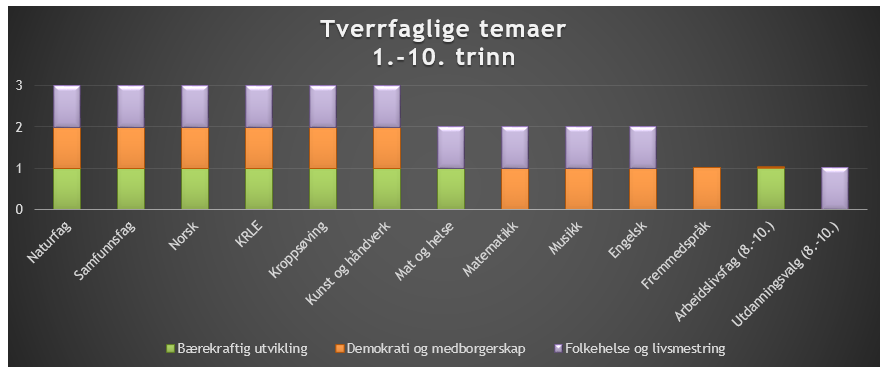 Tverrfaglige temaer
1.-10. trinn
3
2
1
0
Naturfag
Samfunnsfag
Norsk
KRLE
Kroppsøving
Kunst og håndverk
Mat og helse
Matematikk
Musikk
Engelsk
Fremmedspråk
Arbeidslivsfag (8.-10.)
Utdanningsvalg (8.-10.)
Bærekraftig utvikling
Demokrati og medborgerskap
Folkehelse og livsmestring